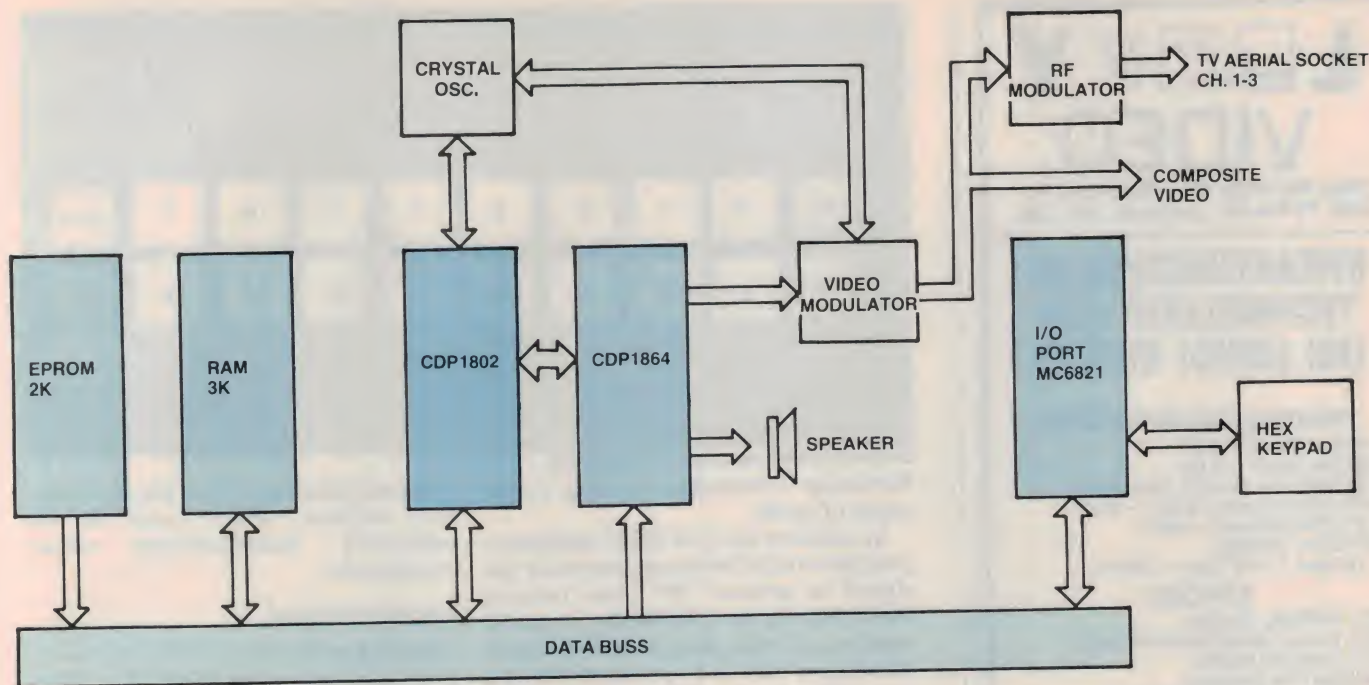 CRYSTAL
OSC.
RF
MODULATOR
TV AERIAL SOCKET
CH. 1-3
COMPOSITE
VIDEO
EPROM
2K
RAM
3K
CDP1802
CDP1864
VIDEO
MODULATOR
I/O
PORT
MC6821
SPEAKER
HEX
KEYPAD
DATA BUSS